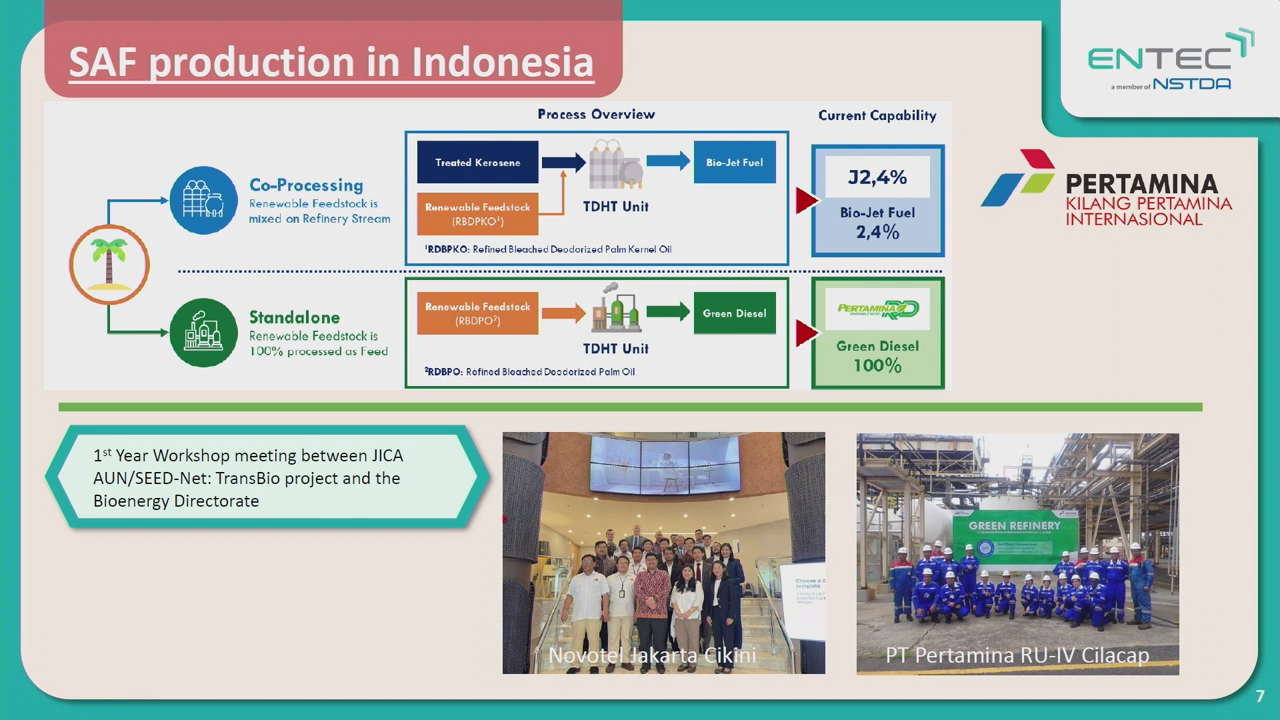 SAF production in Indonesia
ENTEC
a member of NSTDA
Process Overview
Current Capability
Co-Processing
Renewable Feedstock is
mixed on Refinery Stream
Treated Kerosene
Renewable Feedstock
(RBDPKO¹)
TDHT Unit
Bio-Jet Fuel
¹RDBPKO: Refined Bleached Deodorized Palm Kernel Oil
J2,4%
Bio-Jet Fuel
2,4%
PERTAMINA
KILANG PERTAMINA
INTERNASIONAL
Standalone
Renewable Feedstock is
100% processed as Feed
Renewable Feedstock
(RBDPO²)
TDHT Unit
Green Diesel
²RDBPO: Refined Bleached Deodorized Palm Oil
PERTAMINA
Green Diesel
100%
1st Year Workshop meeting between JICA
AUN/SEED-Net: TransBio project and the
Bioenergy Directorate
Novotel Jakarta Cikini
GREEN REFINERY
PT Pertamina RU-IV Cilacap
7